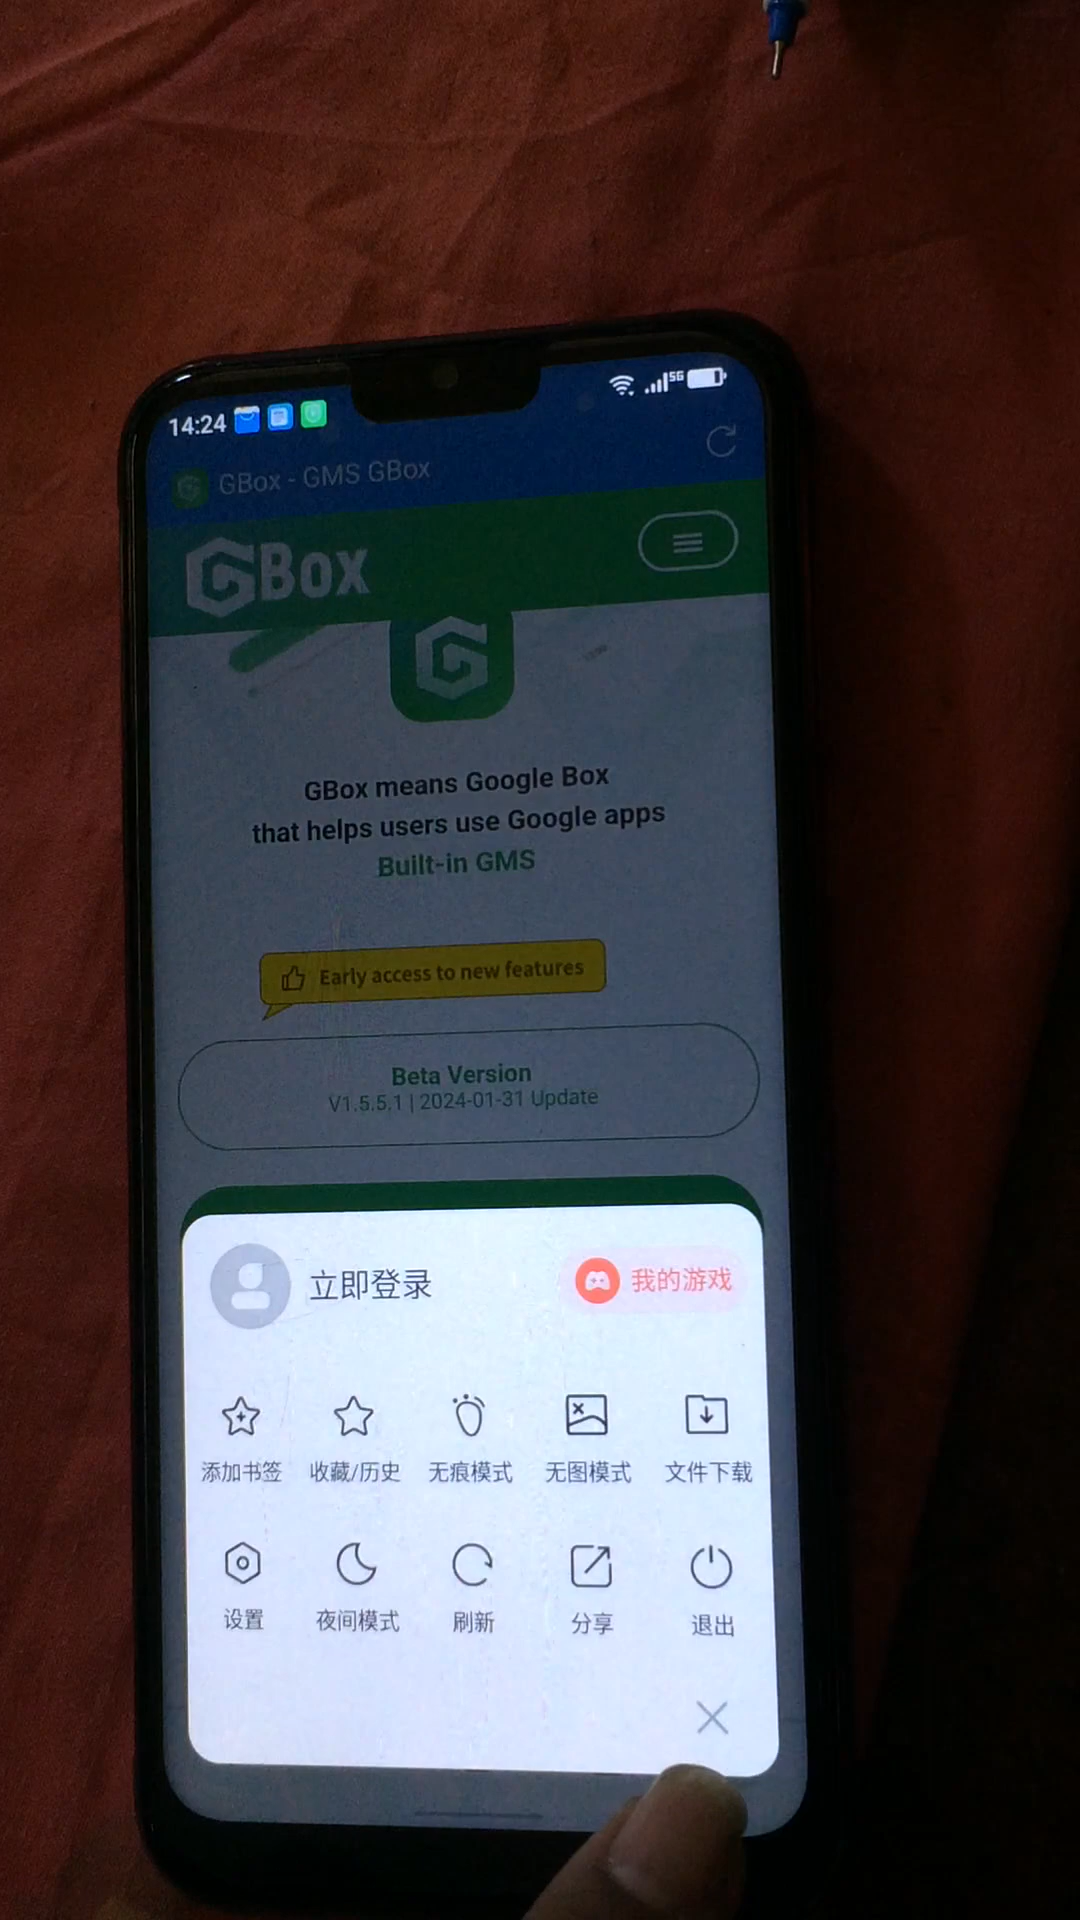 14:24
5G
GBox - GMS GBox
GBox
GBox means Google Box
that helps users use Google apps
Built-in GMS
Early access to new features
Beta Version
V1.5.5.1 | 2024-01-31 Update
立即登录
我的游戏
添加书签 收藏/历史 无痕模式 无图模式 文件下载
设置 夜间模式 刷新 分享 退出